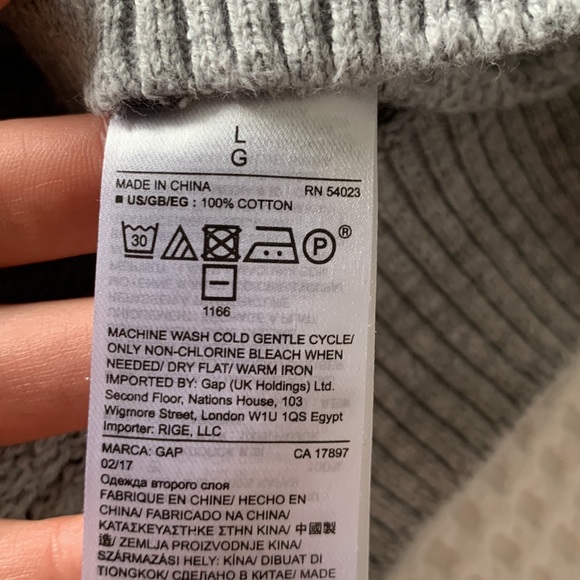 L
G
MADE IN CHINA RN 54023
■ US/GB/EG : 100% COTTON
30 P ®
1166
MACHINE WASH COLD GENTLE CYCLE/
ONLY NON-CHLORINE BLEACH WHEN
NEEDED/ DRY FLAT/ WARM IRON
IMPORTED BY: Gap (UK Holdings) Ltd.
Second Floor, Nations House, 103
Wigmore Street, London W1U 1QS Egypt
Importer: RIGE, LLC
MARCA: GAP CA 17897
02/17
Одежда второго слоя
FABRIQUE EN CHINE/ HECHO EN
CHINA/ FABRICADO NA CHINA/
ΚΑΤΑΣΚΕΥΑΣΤΗΚΕ ΣΤΗΝ ΚΙΝΑ/ 中國製
造/ ZEMLJA PROIZVODNJE KINA/
SZÁRMAZÁSI HELY: KÍNA/ DIBUAT DI
TIONGKOK/ СДЕЛАНО В КИТАЕ/ MADE